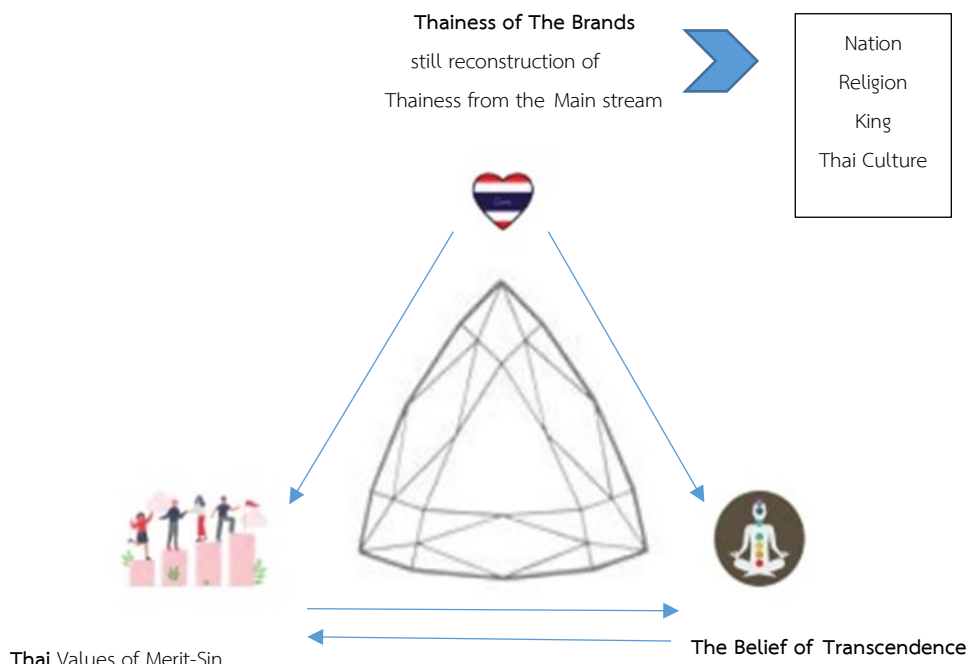 Thainess of The Brands
still reconstruction of
Thainess from the Main stream
Nation
Religion
King
Thai Culture
Thai Values of Merit-Sin
The Belief of Transcendence